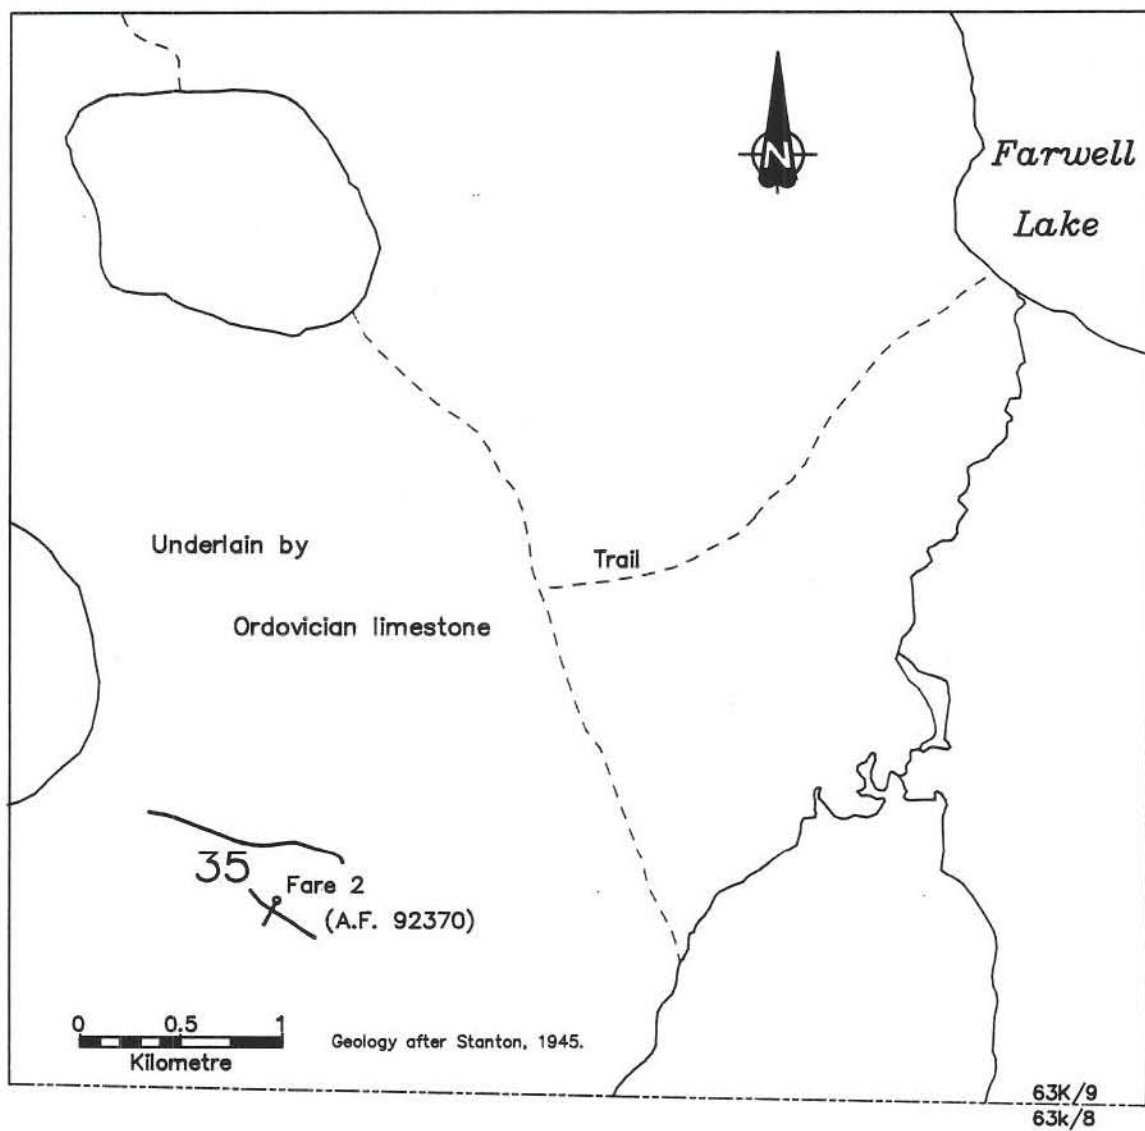 N
Farwell
Lake
Underlain by
Trail
Ordovician limestone
35
Fare 2
(A.F. 92370)
0 0.5 1
Kilometre
Geology after Stanton, 1945.
63K/9
63k/8